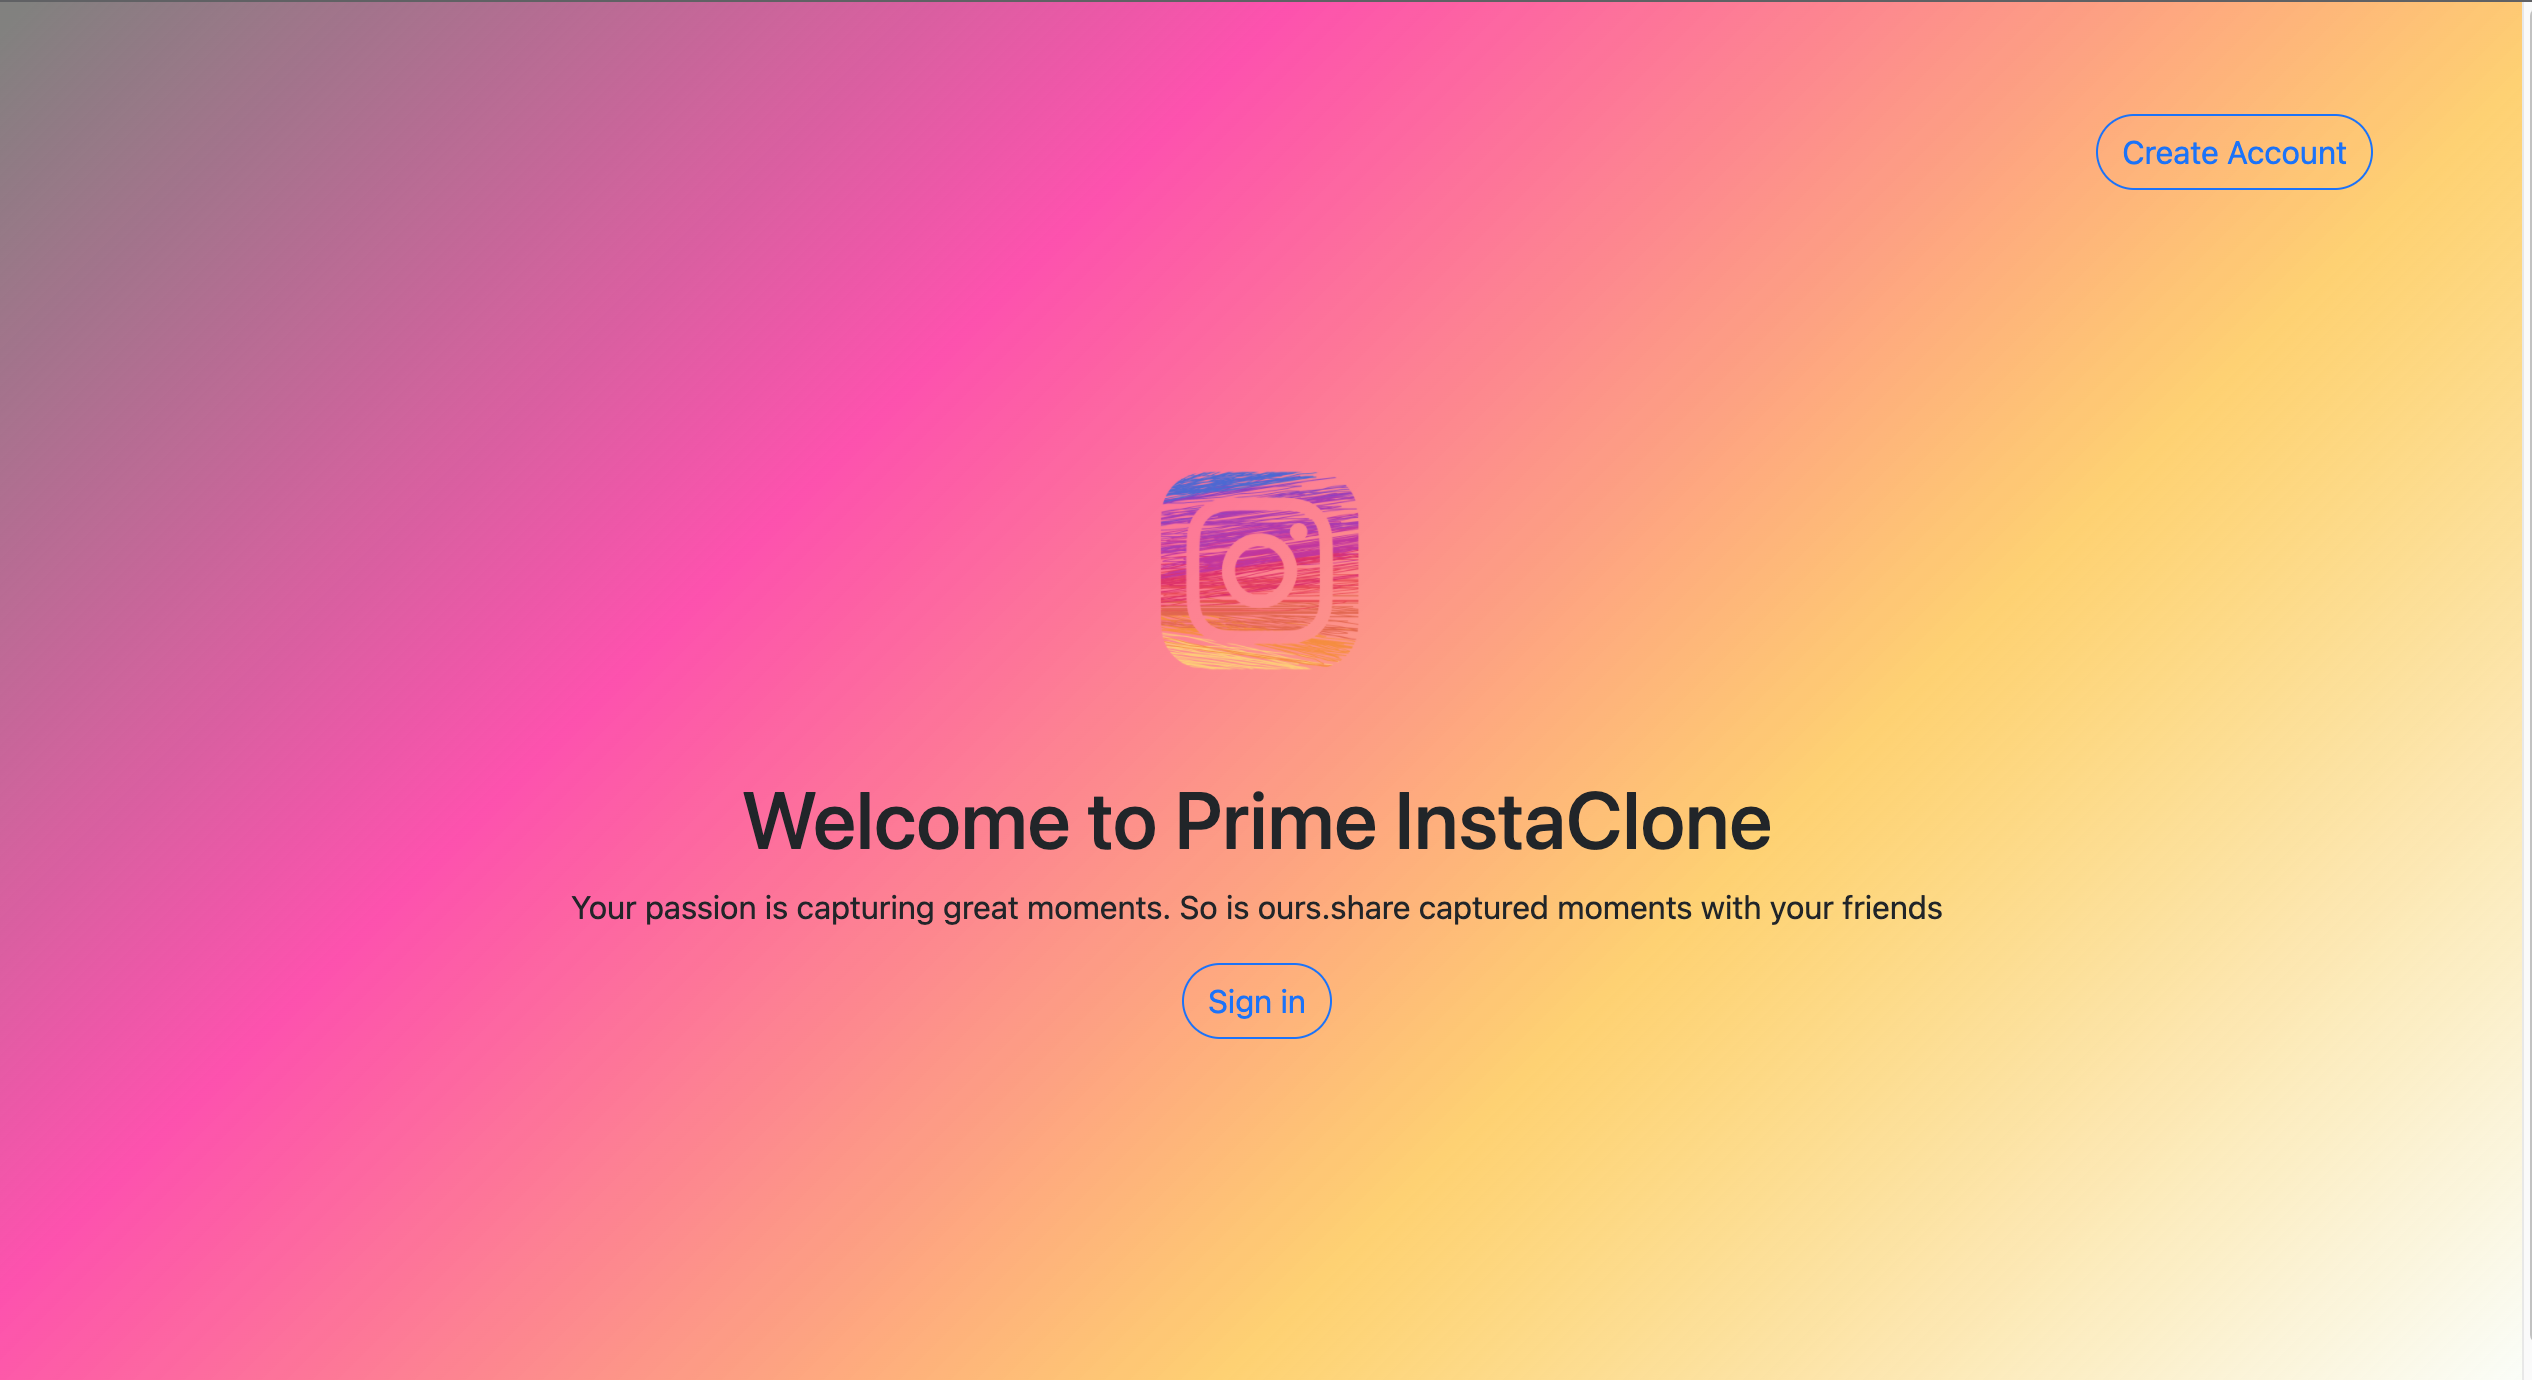 Create Account
Welcome to Prime InstaClone
Your passion is capturing great moments. So is ours.share captured moments with your friends
Sign in